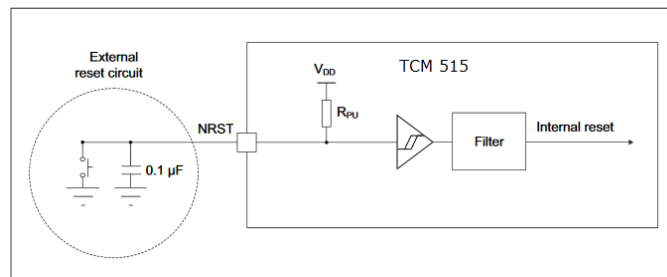 External
reset circuit
NRST
0.1 µF
VDD
RPU
TCM 515
Filter
Internal reset